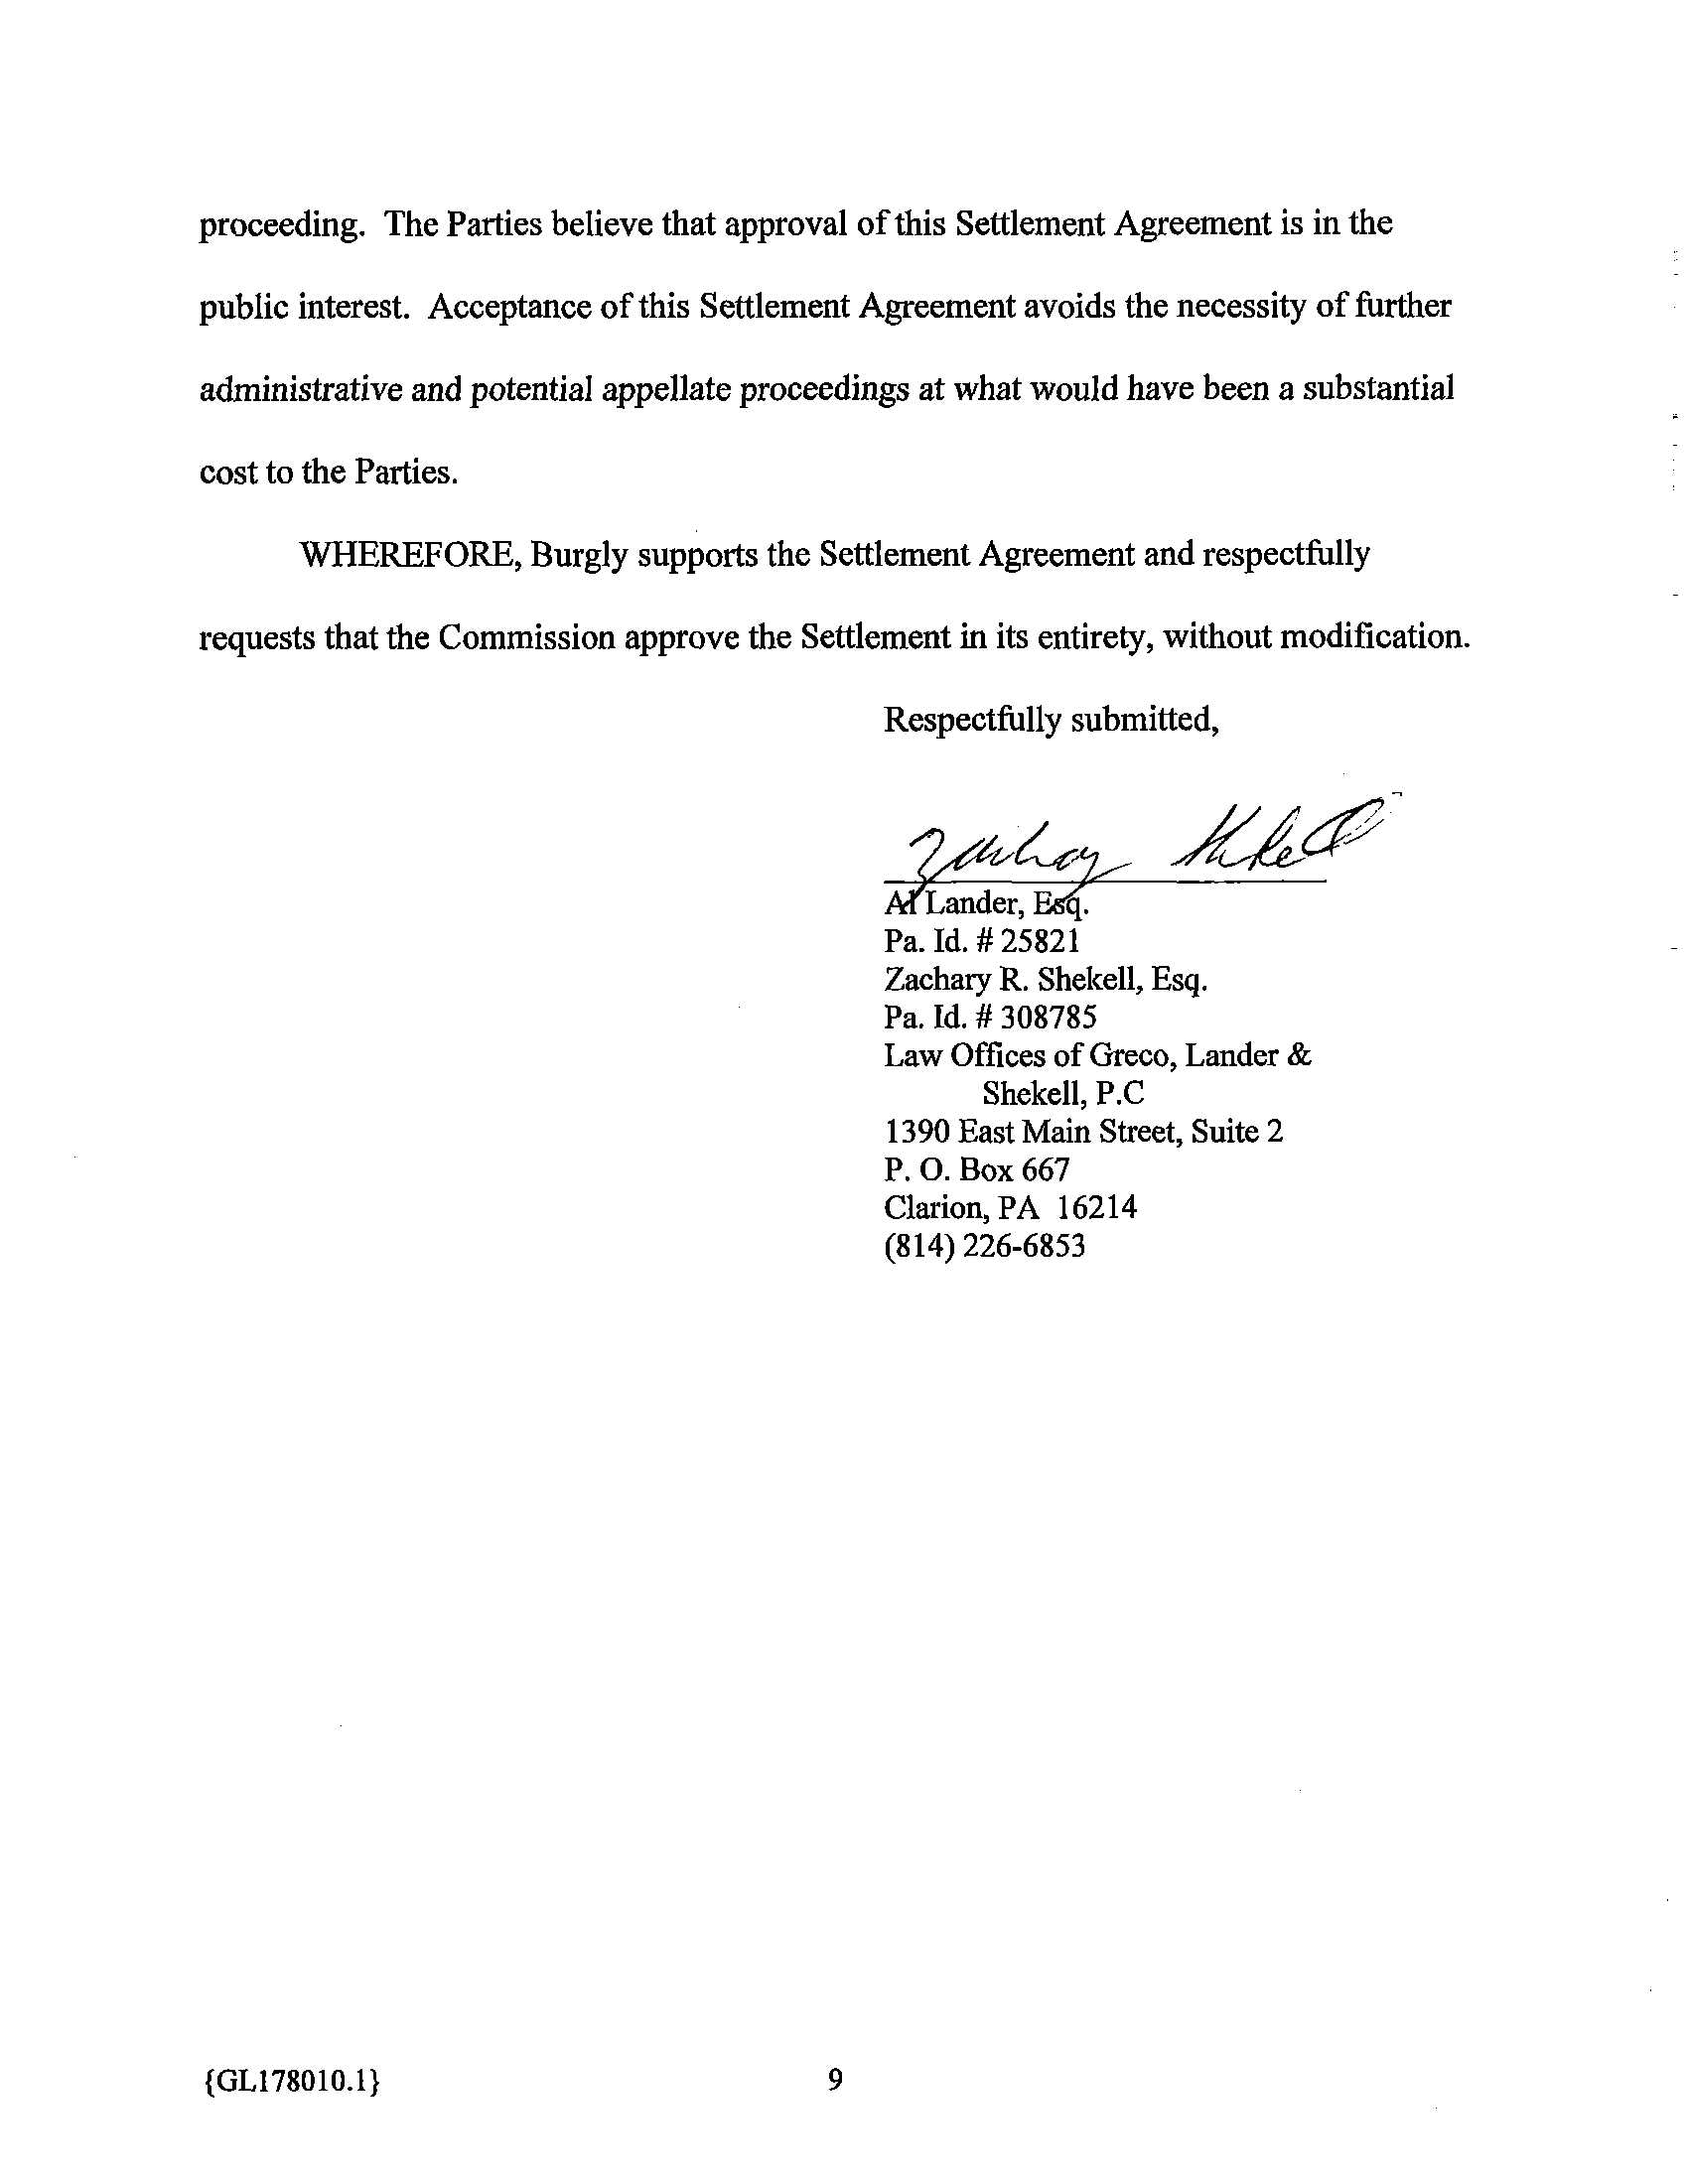 proceeding. The Parties believe that approval of this Settlement Agreement is in the
public interest. Acceptance of this Settlement Agreement avoids the necessity of further
administrative and potential appellate proceedings at what would have been a substantial
cost to the Parties.
WHEREFORE, Burgly supports the Settlement Agreement and respectfully
requests that the Commission approve the Settlement in its entirety, without modification.
Respectfully submitted,
Zachary Shekell
Al Lander, Esq.
Pa. Id. # 25821
Zachary R. Shekell, Esq.
Pa. Id. # 308785
Law Offices of Greco, Lander &
Shekell, P.C
1390 East Main Street, Suite 2
P. O. Box 667
Clarion, PA 16214
(814) 226-6853
{GL178010.1}
9